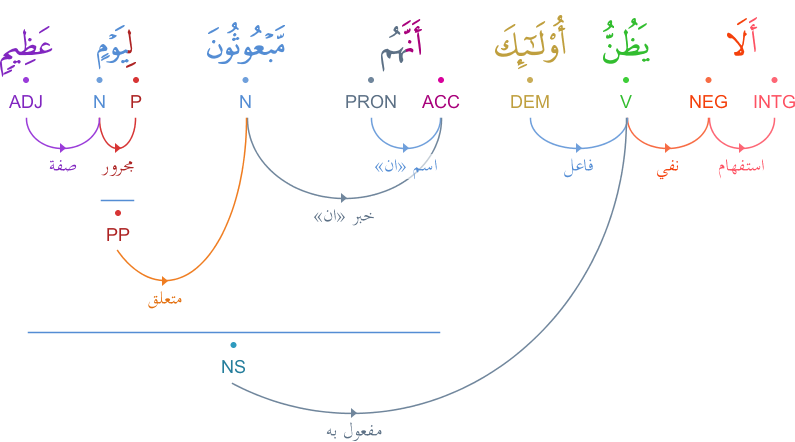 أَلَا يَظُنُّ أُوْلَـٰٓئِكَ أَنَّهُم مَّبْعُوثُونَ لِيَوْمٍ عَظِيمٍ
INTG NEG V DEM ACC PRON N P N ADJ
استفهام نفي فاعل اسم «ان» مجرور صفة
خبر «ان»
PP
متعلق
NS
مفعول به